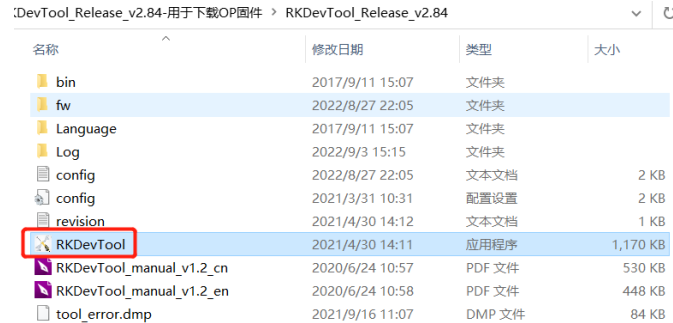 KDevTool_Release_v2.84-用于下载OP固件 > RKDevTool_Release_v2.84
名称 修改日期 类型 大小
bin 2017/9/11 15:07 文件夹
fw 2022/8/27 22:05 文件夹
Language 2017/9/11 15:07 文件夹
Log 2022/9/3 15:15 文件夹
config 2022/8/27 22:05 文本文档 2 KB
config 2021/3/31 10:31 配置设置 2 KB
revision 2021/4/30 14:12 文本文档 1 KB
RKDevTool 2021/4/30 14:11 应用程序 1,170 KB
RKDevTool_manual_v1.2_cn 2020/6/24 10:57 PDF 文件 530 KB
RKDevTool_manual_v1.2_en 2020/6/24 10:58 PDF 文件 448 KB
tool_error.dmp 2021/9/16 11:07 DMP 文件 84 KB